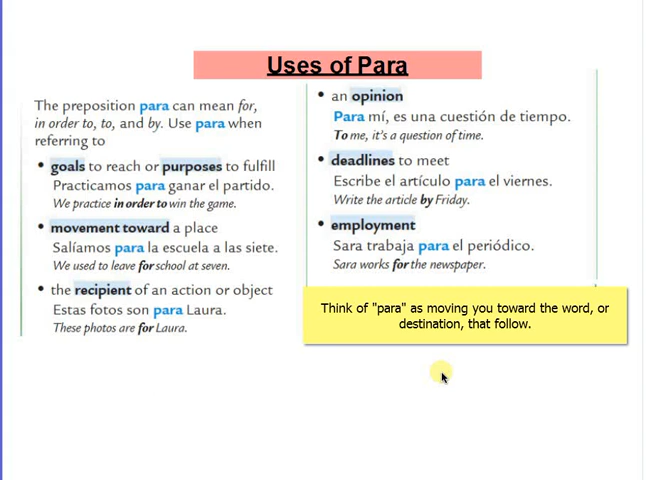 Uses of Para
The preposition para can mean for,
in order to, to, and by. Use para when
referring to
• goals to reach or purposes to fulfill
Practicamos para ganar el partido.
We practice in order to win the game.
• movement toward a place
Salíamos para la escuela a las siete.
We used to leave for school at seven.
• the recipient of an action or object
Estas fotos son para Laura.
These photos are for Laura.
• an opinion
Para mí, es una cuestión de tiempo.
To me, it's a question of time.
• deadlines to meet
Escribe el artículo para el viernes.
Write the article by Friday.
• employment
Sara trabaja para el periódico.
Sara works for the newspaper.
Think of "para" as moving you toward the word, or
destination, that follow.